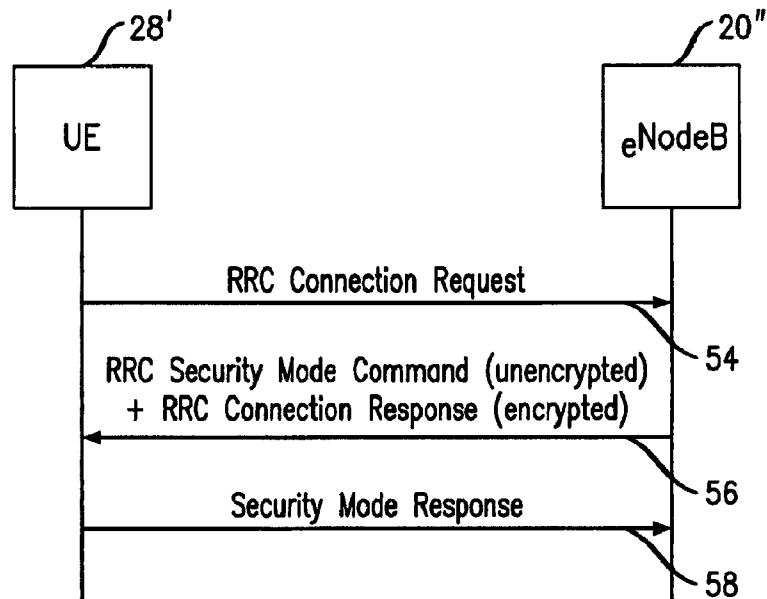 28'
20"
UE
eNodeB
RRC Connection Request
54
RRC Security Mode Command (unencrypted)
+ RRC Connection Response (encrypted)
56
Security Mode Response
58